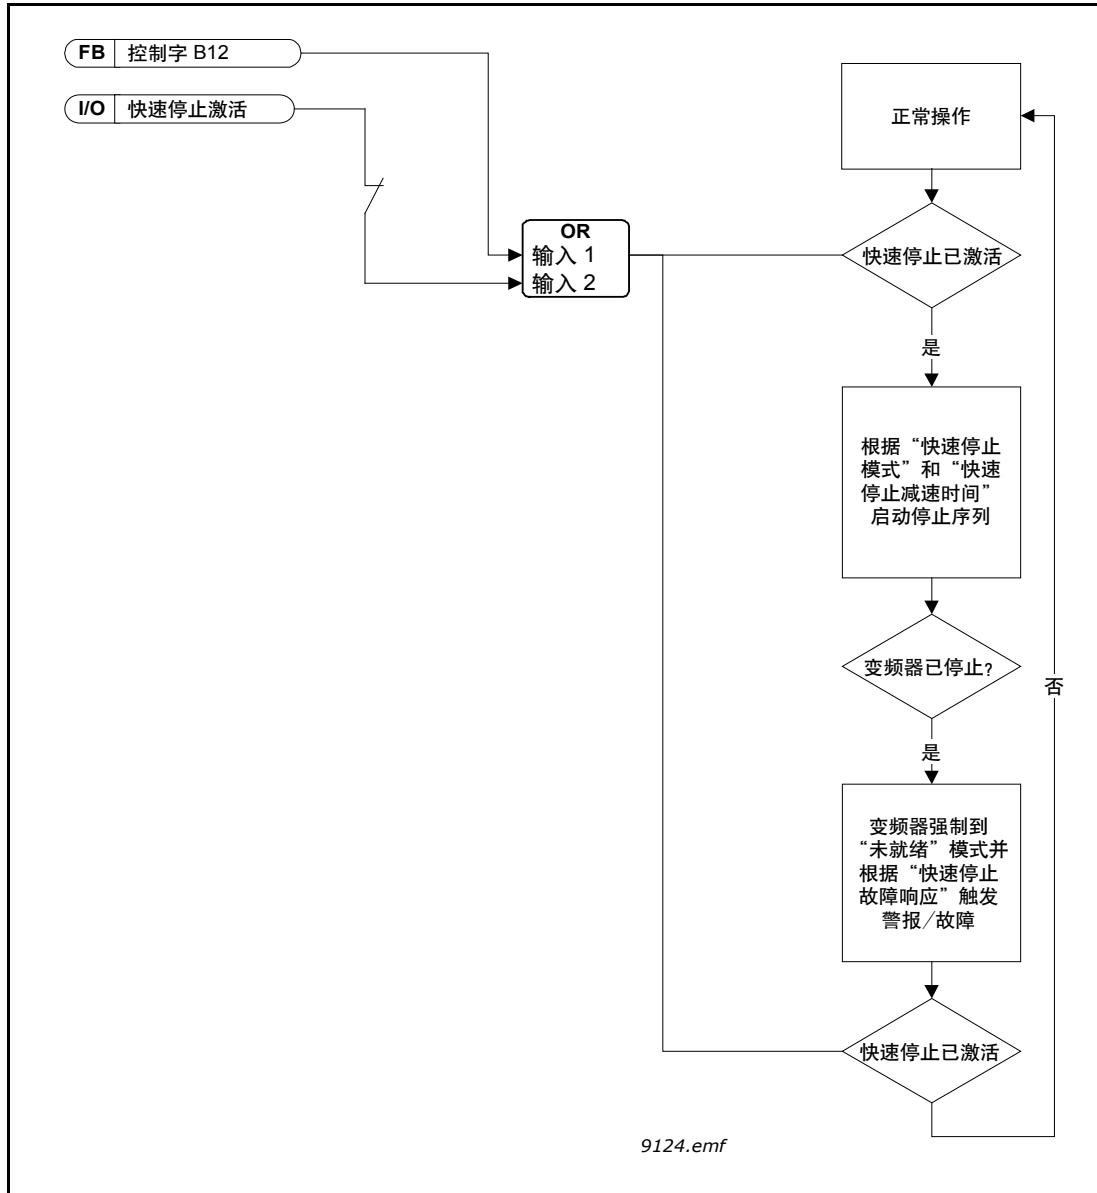 FB 控制字 B12
I/O 快速停止激活
OR
输入 1
输入 2
正常操作
快速停止已激活
是
根据“快速停止
模式”和“快速
停止减速时间”
启动停止序列
变频器已停止?
否
是
变频器强制到
“未就绪”模式并
根据“快速停止
故障响应”触发
警报/故障
快速停止已激活
9124.emf